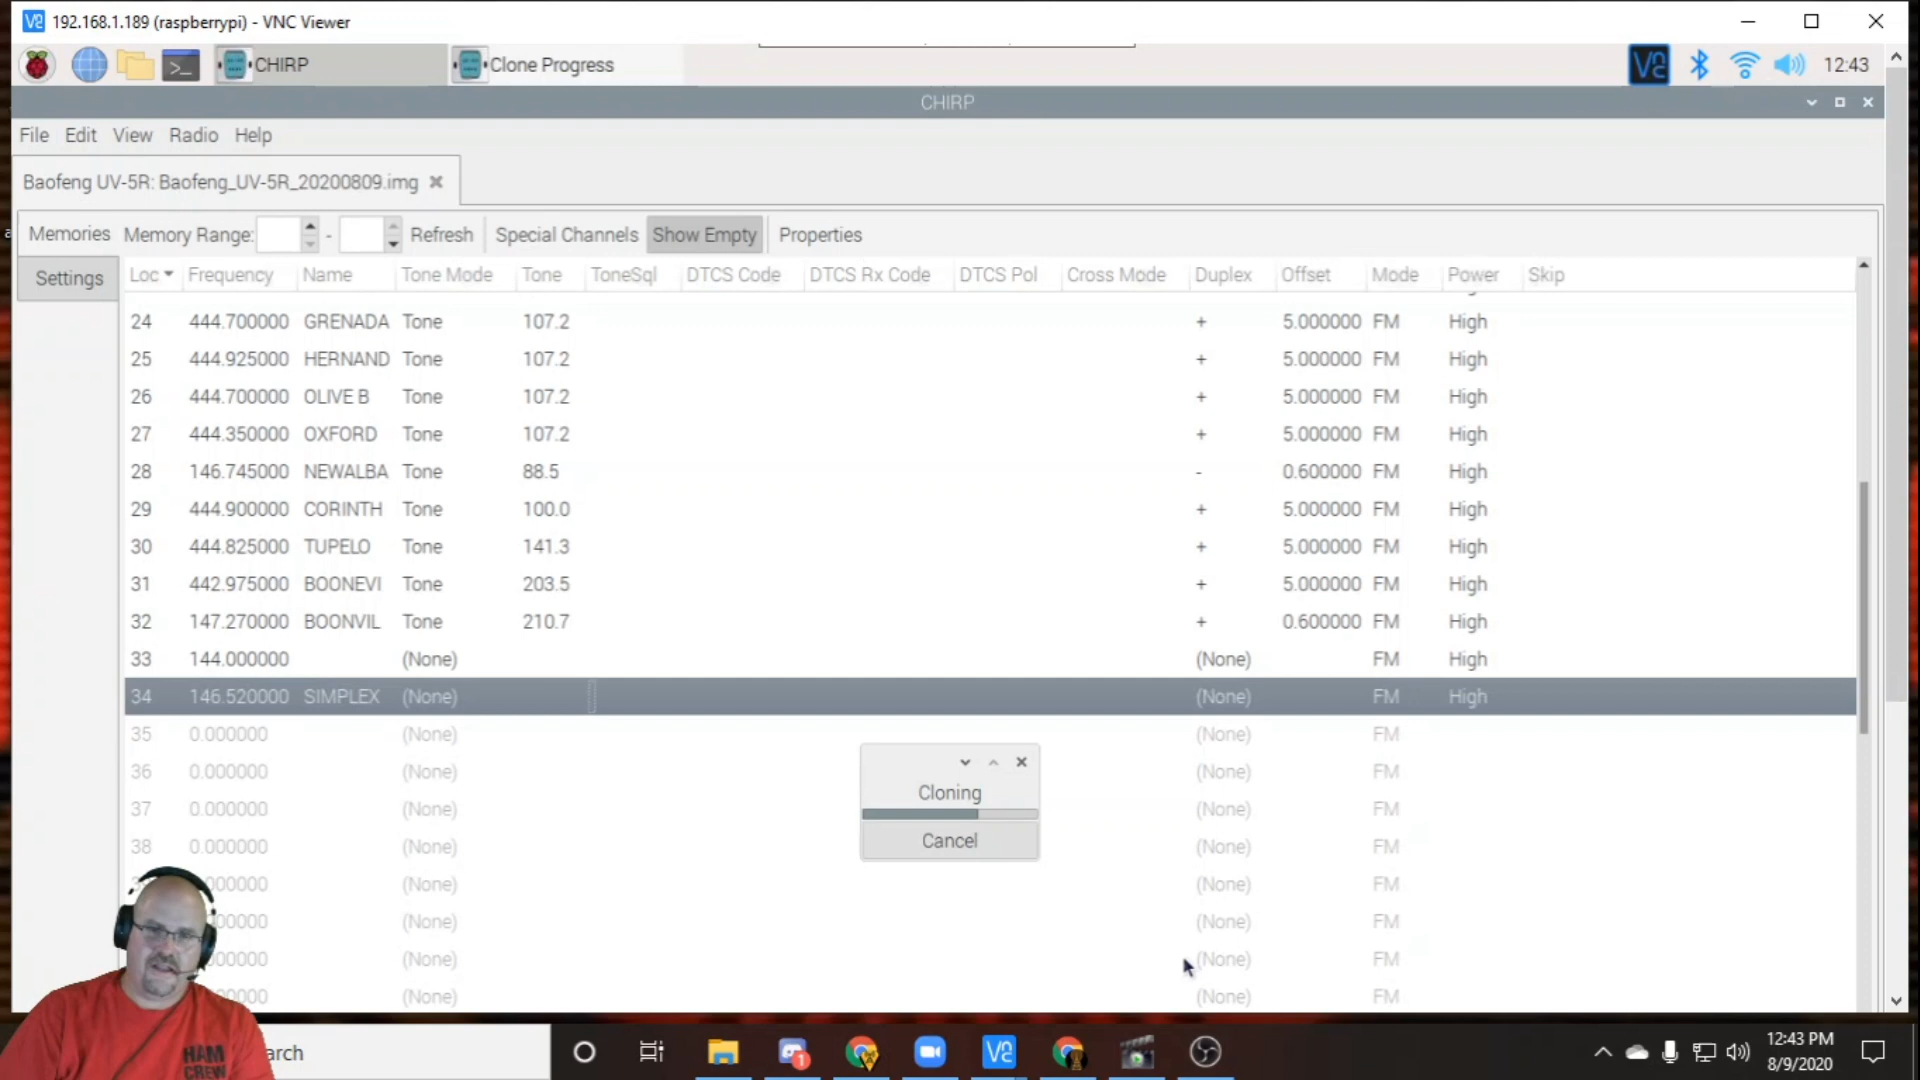 192.168.1.189 (raspberrypi) - VNC Viewer
CHIRP
Clone Progress
12:43
CHIRP
File Edit View Radio Help
Baofeng UV-5R: Baofeng_UV-5R_20200809.img
Memories Memory Range: - Refresh Special Channels Show Empty Properties
Settings
Loc Frequency Name Tone Mode Tone ToneSql DTCS Code DTCS Rx Code DTCS Pol Cross Mode Duplex Offset Mode Power Skip
24 444.700000 GRENADA Tone 107.2 + 5.000000 FM High
25 444.925000 HERNAND Tone 107.2 + 5.000000 FM High
26 444.700000 OLIVE B Tone 107.2 + 5.000000 FM High
27 444.350000 OXFORD Tone 107.2 + 5.000000 FM High
28 146.745000 NEWALBA Tone 88.5 - 0.600000 FM High
29 444.900000 CORINTH Tone 100.0 + 5.000000 FM High
30 444.825000 TUPELO Tone 141.3 + 5.000000 FM High
31 442.975000 BOONEVI Tone 203.5 + 5.000000 FM High
32 147.270000 BOONVIL Tone 210.7 + 0.600000 FM High
33 144.000000 (None) (None) FM High
34 146.520000 SIMPLEX (None) (None) FM High
35 0.000000 (None) (None) FM
36 0.000000 (None) (None) FM
37 0.000000 (None) (None) FM
38 0.000000 (None) (None) FM
000000 (None) (None) FM
00000 (None) (None) FM
00000 (None) (None) FM
0000 (None) (None) FM
Cloning
Cancel
HAM
CREW
arch
1
12:43 PM
8/9/2020